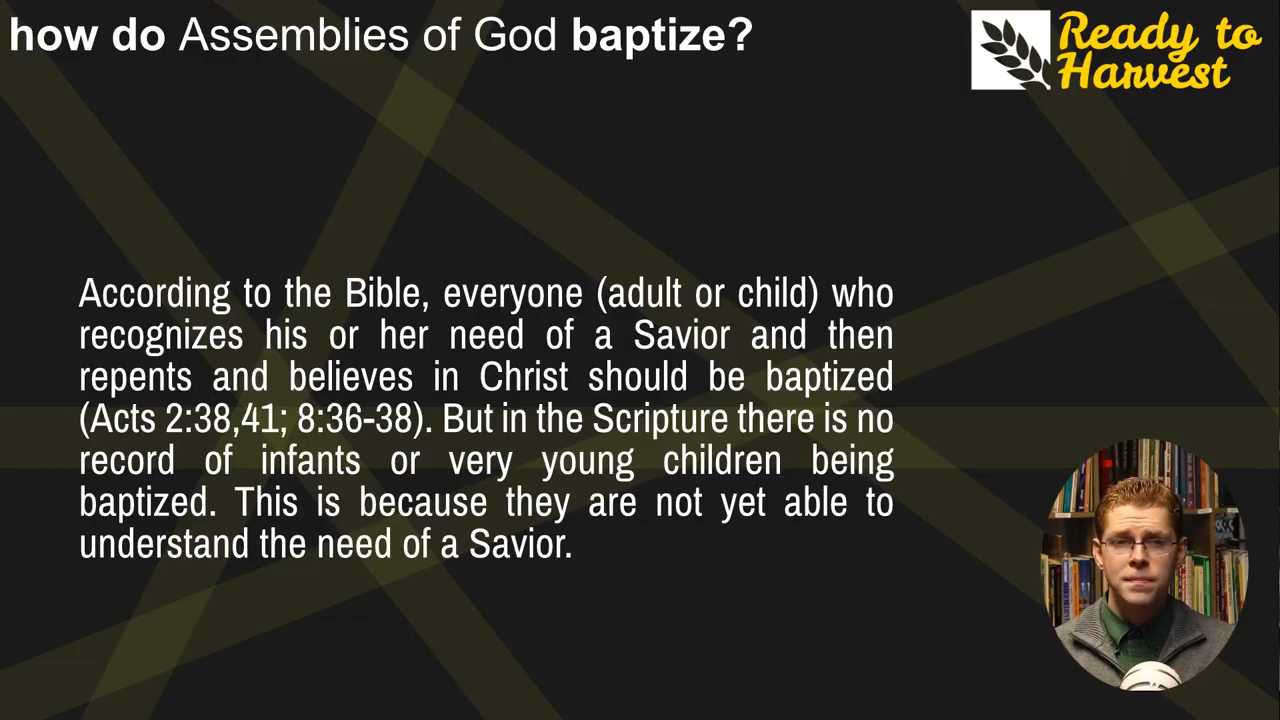 how do Assemblies of God baptize?
Ready to
Harvest
According to the Bible, everyone (adult or child) who
recognizes his or her need of a Savior and then
repents and believes in Christ should be baptized
(Acts 2:38,41; 8:36-38). But in the Scripture there is no
record of infants or very young children being
baptized. This is because they are not yet able to
understand the need of a Savior.